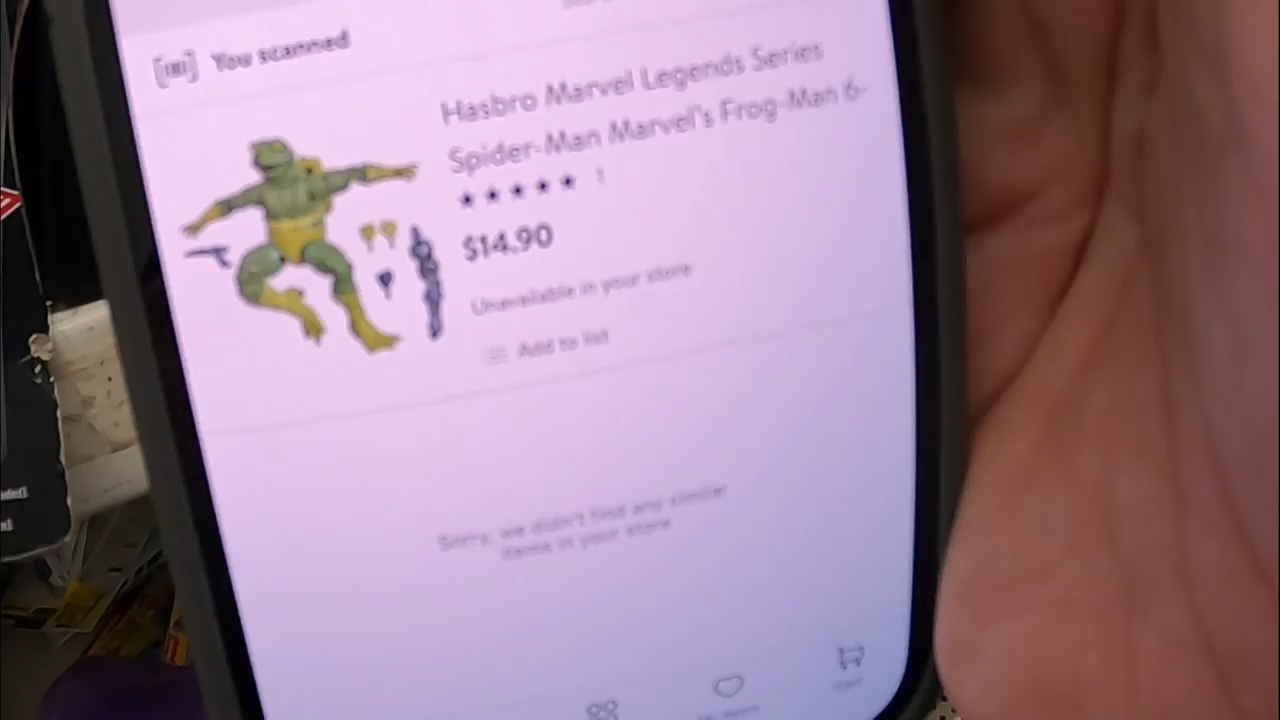 You scanned
Hasbro Marvel Legends Series
Spider-Man Marvel's Frog-Man 6-
1
$14.90
Unavailable in your store
Add to list
Sorry, we didn't find any similar
items in your store